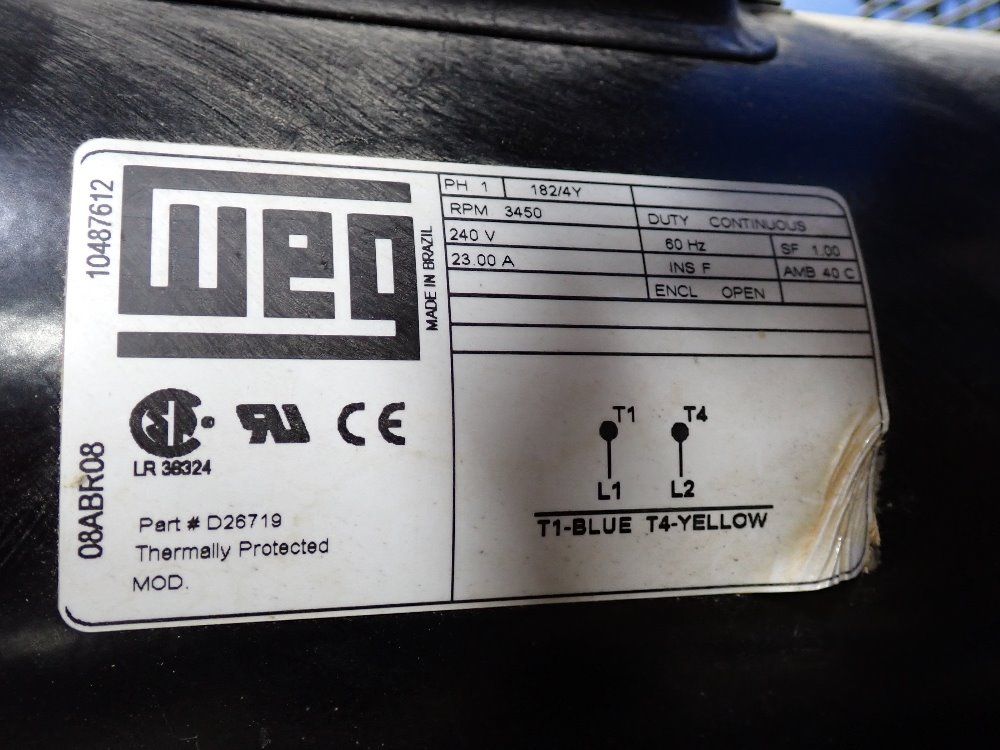 10487612
WEG
MADE IN BRAZIL
PH 1 182/4Y
RPM 3450 DUTY CONTINUOUS
240 V 60 Hz SF 1.00
23.00 A INS F AMB 40 C
ENCL OPEN
LR 38324
08ABR08
Part # D26719
Thermally Protected
MOD.
T1 T4
L1 L2
T1-BLUE T4-YELLOW